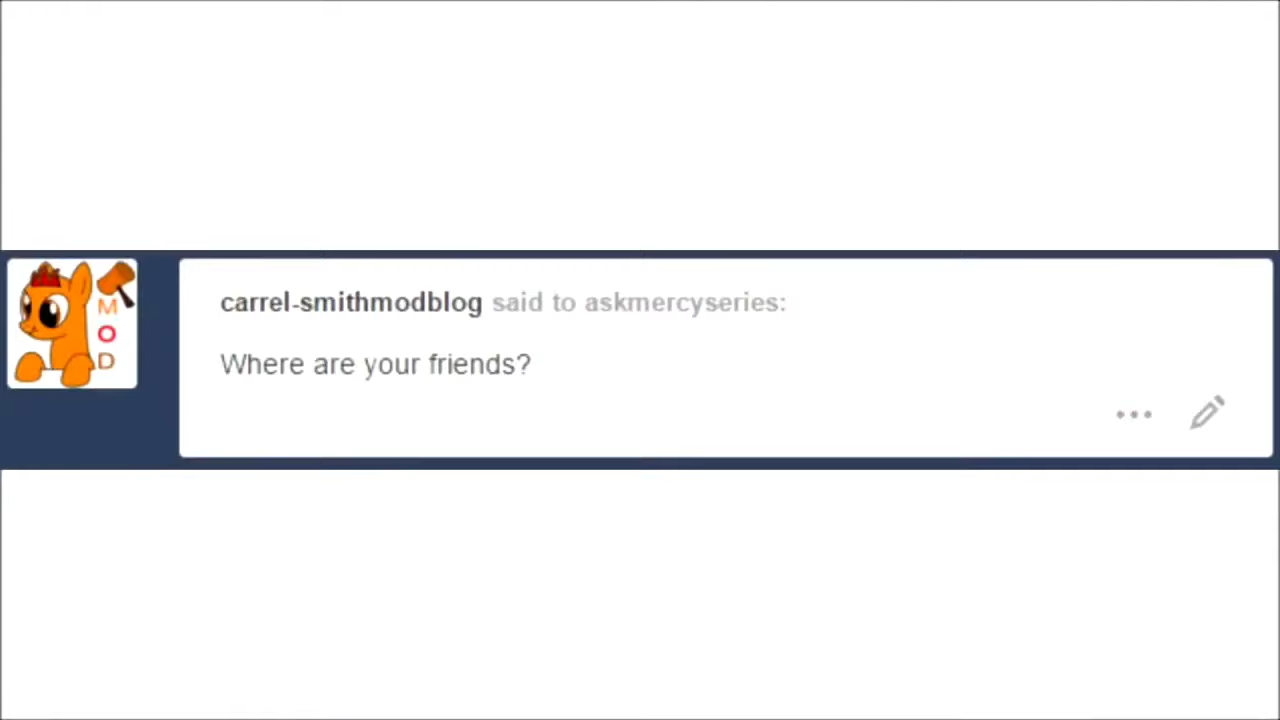 M
O
D
carrel-smithmodblog said to askmercyseries:
Where are your friends?